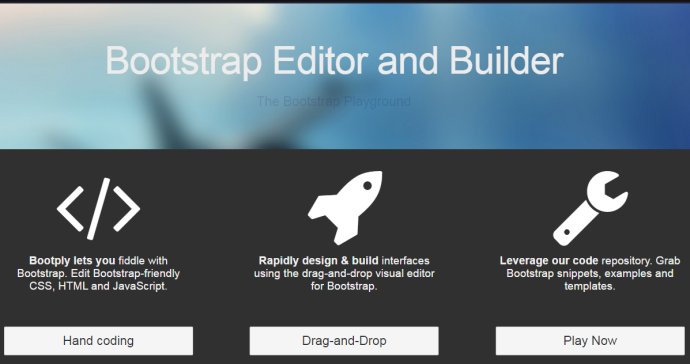 Bootstrap Editor and Builder
The Bootstrap Playground
Bootply lets you fiddle with
Bootstrap. Edit Bootstrap-friendly
CSS, HTML and JavaScript.
Rapidly design & build interfaces
using the drag-and-drop visual editor
for Bootstrap.
Leverage our code repository. Grab
Bootstrap snippets, examples and
templates.
Hand coding
Drag-and-Drop
Play Now